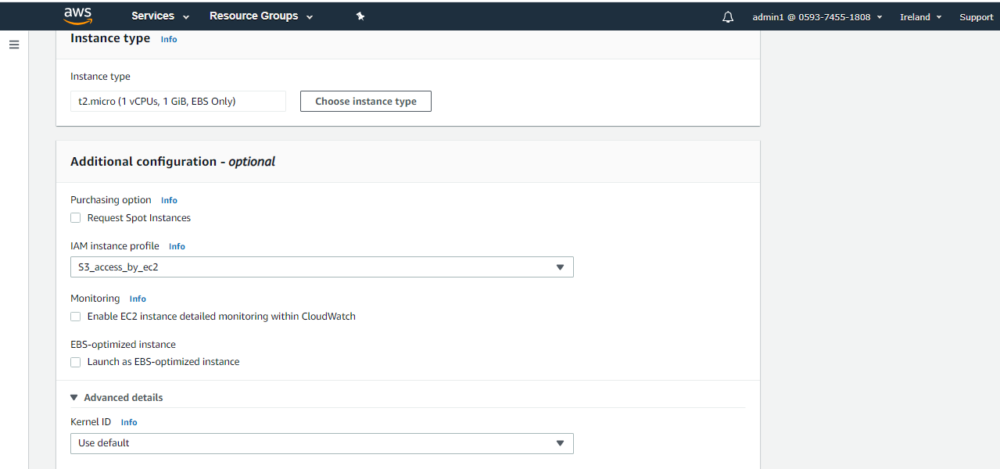 aws Services Resource Groups admin1 @ 0593-7455-1808 Ireland Support
Instance type Info
Instance type
t2.micro (1 vCPUs, 1 GiB, EBS Only) Choose instance type
Additional configuration - optional
Purchasing option Info
Request Spot Instances
IAM instance profile Info
S3_access_by_ec2
Monitoring Info
Enable EC2 instance detailed monitoring within CloudWatch
EBS-optimized instance
Launch as EBS-optimized instance
Advanced details
Kernel ID Info
Use default